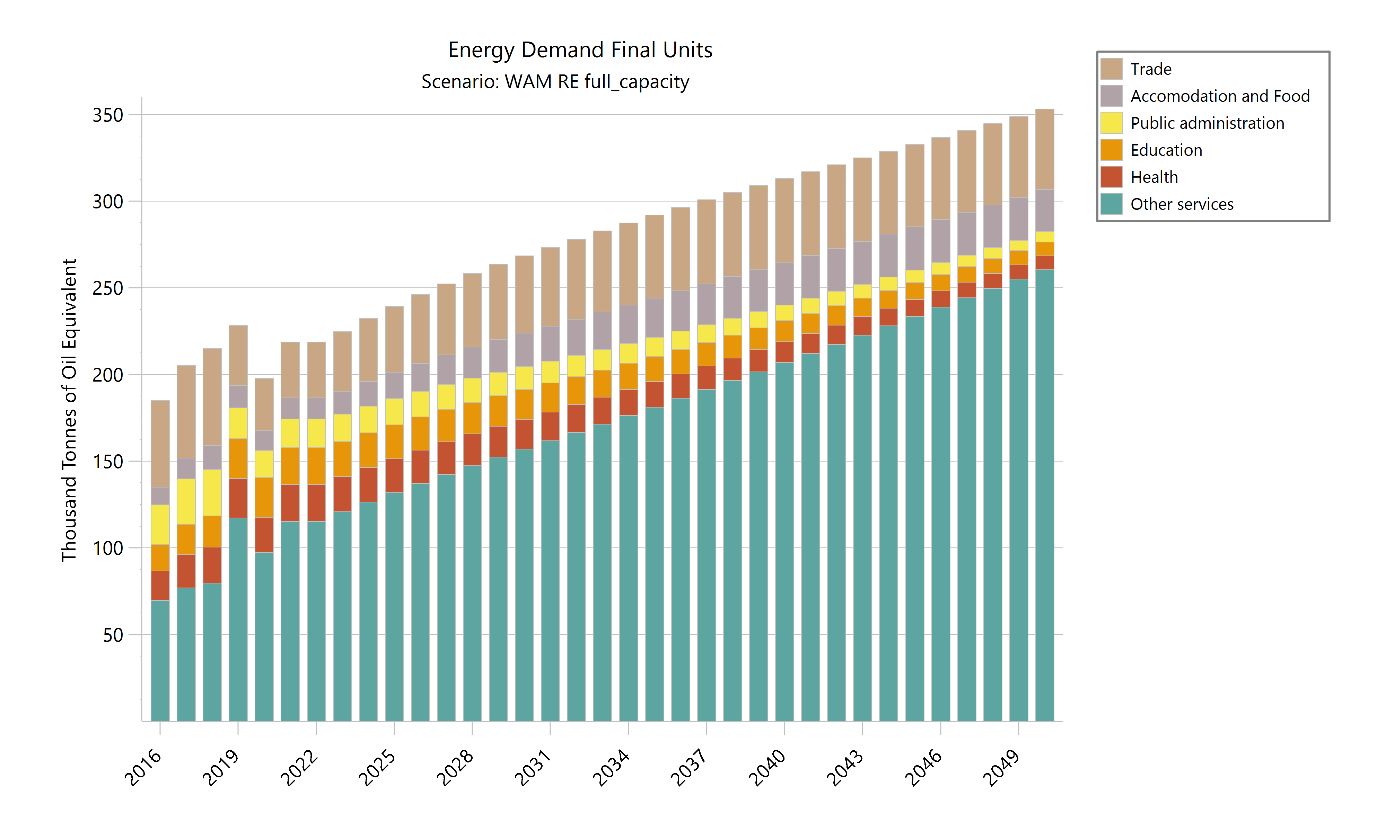 Energy Demand Final Units
Scenario: WAM RE full_capacity
Trade
Accomodation and Food
Public administration
Education
Health
Other services
Thousand Tonnes of Oil Equivalent
350
300
250
200
150
100
50
2016
2019
2022
2025
2028
2031
2034
2037
2040
2043
2046
2049